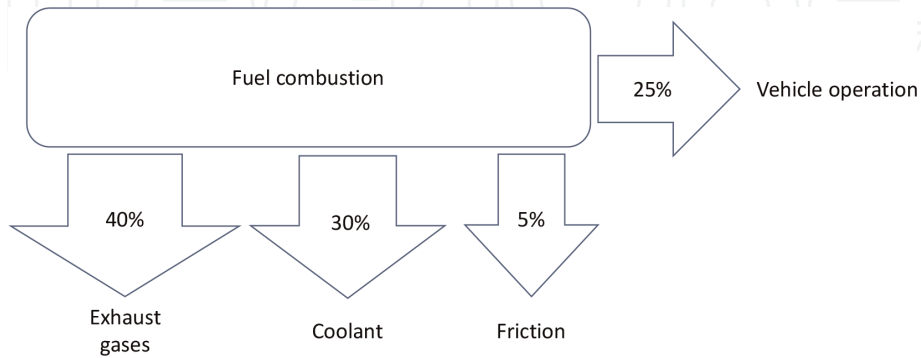 Fuel combustion
25%
Vehicle operation
40%
30%
5%
Exhaust
gases
Coolant
Friction